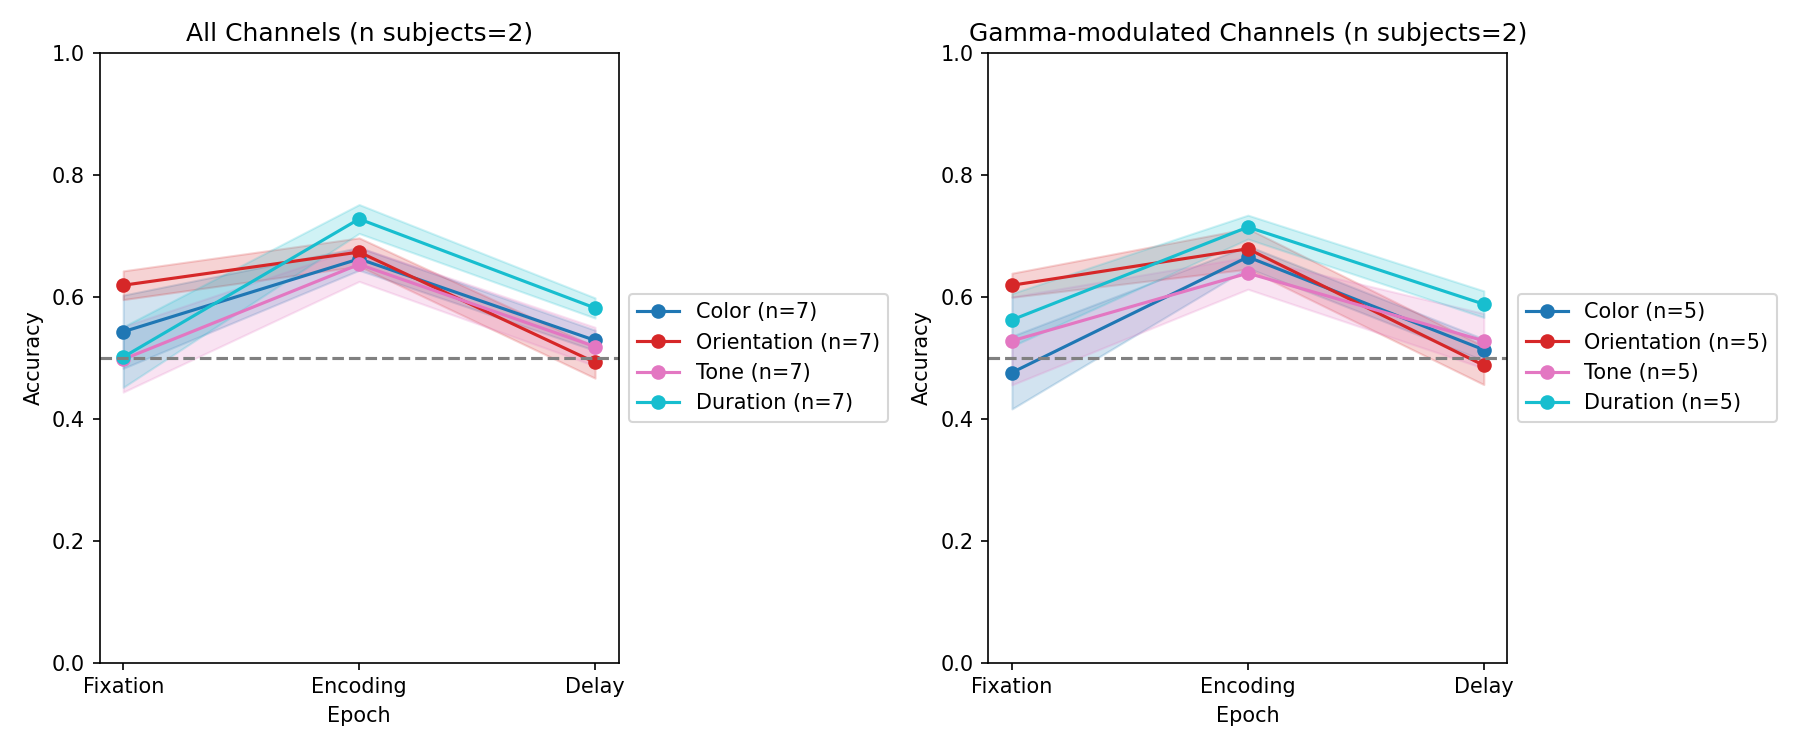 All Channels (n subjects=2)
1.0
0.8
0.6
0.4
0.2
0.0
Accuracy
Fixation
Encoding
Delay
Epoch
Color (n=7)
Orientation (n=7)
Tone (n=7)
Duration (n=7)
Gamma-modulated Channels (n subjects=2)
1.0
0.8
0.6
0.4
0.2
0.0
Accuracy
Fixation
Encoding
Delay
Epoch
Color (n=5)
Orientation (n=5)
Tone (n=5)
Duration (n=5)